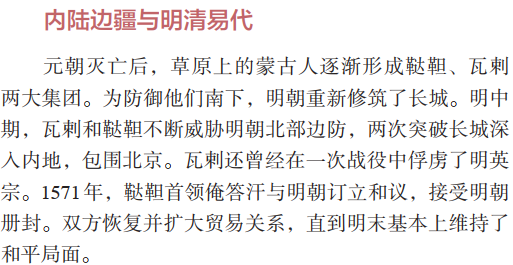 内陆边疆与明清易代
元朝灭亡后，草原上的蒙古人逐渐形成鞑靼、瓦剌
两大集团。为防御他们南下，明朝重新修筑了长城。明中
期，瓦剌和鞑靼不断威胁明朝北部边防，两次突破长城深
入内地，包围北京。瓦剌还曾经在一次战役中俘虏了明英
宗。1571年，鞑靼首领俺答汗与明朝订立和议，接受明朝
册封。双方恢复并扩大贸易关系，直到明末基本上维持了
和平局面。